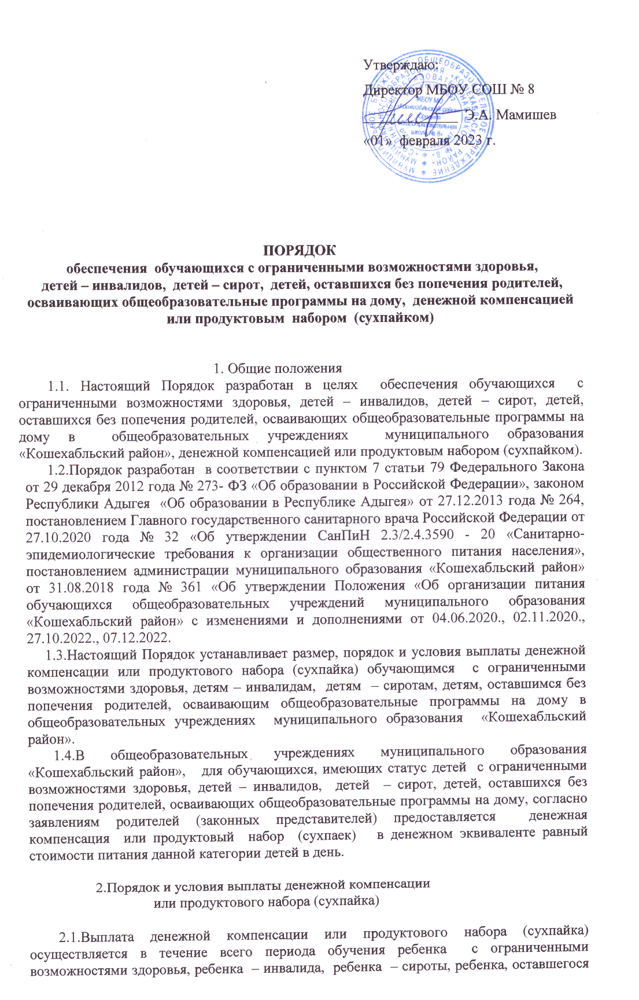 Утверждаю:
Директор МБОУ СОШ № 8
Э.А. Мамишев
«01» февраля 2023 г.
ПОРЯДОК
обеспечения обучающихся с ограниченными возможностями здоровья,
детей – инвалидов, детей – сирот, детей, оставшихся без попечения родителей,
осваивающих общеобразовательные программы на дому, денежной компенсацией
или продуктовым набором (сухпайком)
1. Общие положения
1.1. Настоящий Порядок разработан в целях обеспечения обучающихся с
ограниченными возможностями здоровья, детей – инвалидов, детей – сирот, детей,
оставшихся без попечения родителей, осваивающих общеобразовательные программы на
дому в общеобразовательных учреждениях муниципального образования
«Кошехабльский район», денежной компенсацией или продуктовым набором (сухпайком).
1.2.Порядок разработан в соответствии с пунктом 7 статьи 79 Федерального Закона
от 29 декабря 2012 года № 273- ФЗ «Об образовании в Российской Федерации», законом
Республики Адыгея «Об образовании в Республике Адыгея» от 27.12.2013 года № 264,
постановлением Главного государственного санитарного врача Российской Федерации от
27.10.2020 года № 32 «Об утверждении СанПиН 2.3/2.4.3590 - 20 «Санитарно-
эпидемиологические требования к организации общественного питания населения»,
постановлением администрации муниципального образования «Кошехабльский район»
от 31.08.2018 года № 361 «Об утверждении Положения «Об организации питания
обучающихся общеобразовательных учреждений муниципального образования
«Кошехабльский район» с изменениями и дополнениями от 04.06.2020., 02.11.2020.,
27.10.2022., 07.12.2022.
1.3.Настоящий Порядок устанавливает размер, порядок и условия выплаты денежной
компенсации или продуктового набора (сухпайка) обучающимся с ограниченными
возможностями здоровья, детям – инвалидам, детям – сиротам, детям, оставшимся без
попечения родителей, осваивающим общеобразовательные программы на дому в
общеобразовательных учреждениях муниципального образования «Кошехабльский
район».
1.4.В общеобразовательных учреждениях муниципального образования
«Кошехабльский район», для обучающихся, имеющих статус детей с ограниченными
возможностями здоровья, детей – инвалидов, детей – сирот, детей, оставшихся без
попечения родителей, осваивающих общеобразовательные программы на дому, согласно
заявлениям родителей (законных представителей) предоставляется денежная
компенсация или продуктовый набор (сухпаек) в денежном эквиваленте равный
стоимости питания данной категории детей в день.
2.Порядок и условия выплаты денежной компенсации
или продуктового набора (сухпайка)
2.1.Выплата денежной компенсации или продуктового набора (сухпайка)
осуществляется в течение всего периода обучения ребенка с ограниченными
возможностями здоровья, ребенка – инвалида, ребенка – сироты, ребенка, оставшегося